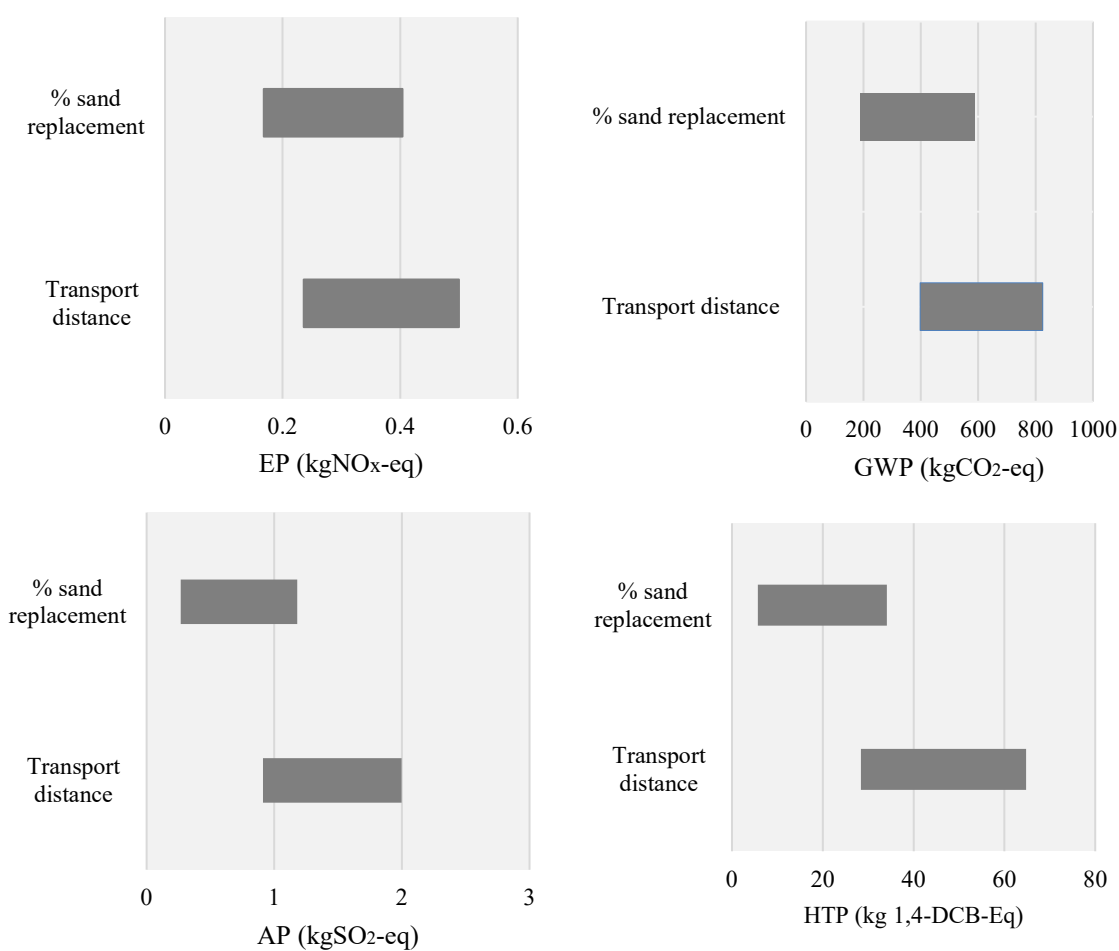 % sand
replacement
Transport
distance
0 0.2 0.4 0.6
EP (kgNOx-eq)
% sand replacement
Transport distance
0 200 400 600 800 1000
GWP (kgCO2-eq)
% sand
replacement
Transport
distance
0 1 2 3
AP (kgSO2-eq)
% sand
replacement
Transport
distance
0 20 40 60 80
HTP (kg 1,4-DCB-Eq)